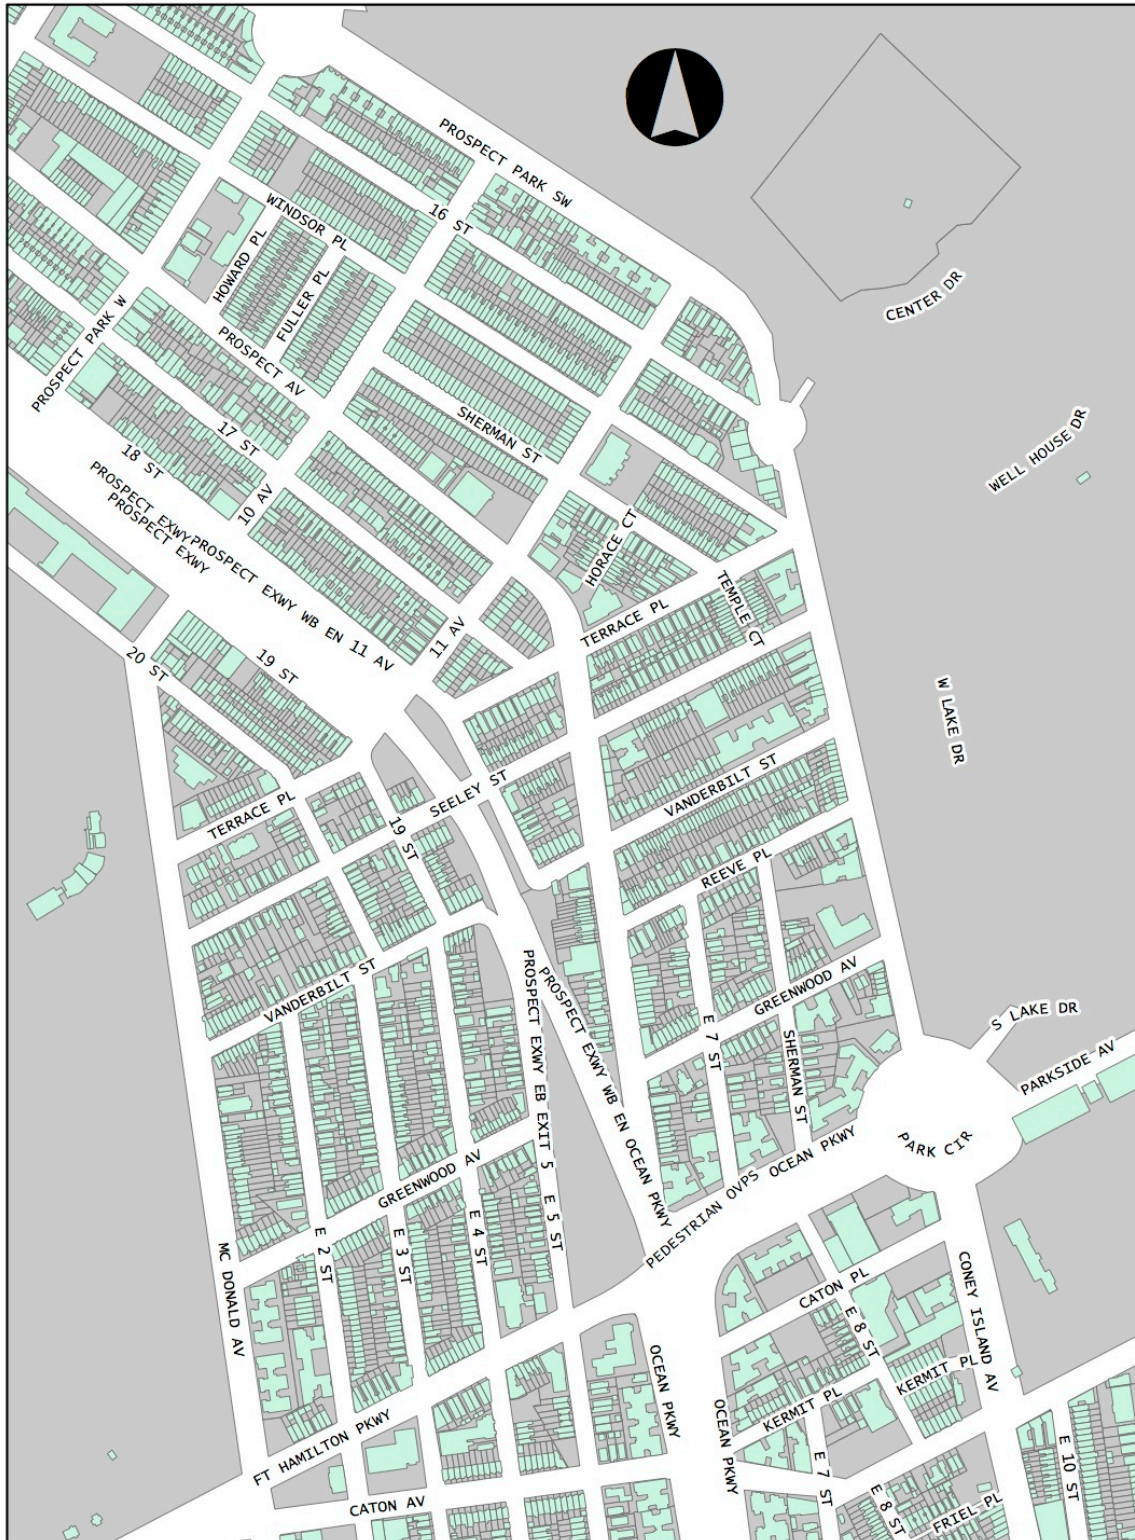 PROSPECT PARK SW
16 ST
WINDSOR PL
HOWARD PL
FULLER PL
CENTER DR
PROSPECT PARK W
PROSPECT AV
SHERMAN ST
17 ST
18 ST
WELL HOUSE DR
PROSPECT EXWY
PROSPECT EXWY
10 AV
PROSPECT EXWY WB EN 11 AV
HORACE CT
TEMPLE CT
TERRACE PL
11 AV
20 ST
19 ST
W LAKE DR
SEELEY ST
VANDERBILT ST
TERRACE PL
19 ST
REEVE PL
VANDERBILT ST
PROSPECT EXWY EB EXIT 5
PROSPECT EXWY WB EN OCEAN PKWY
GREENWOOD AV
E 7 ST
SHERMAN ST
S LAKE DR
PARKSIDE AV
PARK CIR
GREENWOOD AV
PEDESTRIAN OVPS OCEAN PKWY
MC DONALD AV
E 2 ST
E 3 ST
E 4 ST
E 5 ST
CATON PL
CONEY ISLAND AV
E 8 ST
KERMIT PL
KERMIT PL
OCEAN PKWY
OCEAN PKWY
FT HAMILTON PKWY
CATON AV
E 7 ST
E 8 ST
FRIEL PL
E 10 ST